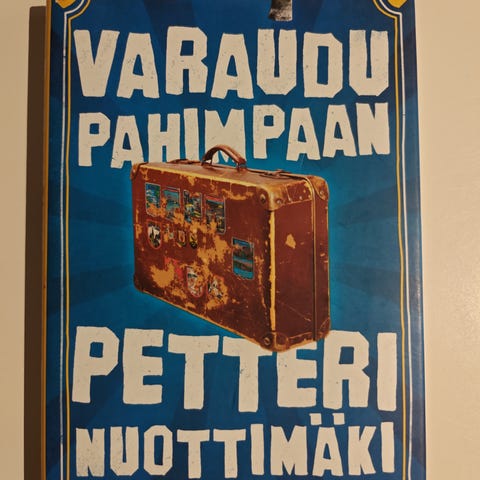 VARAUDU
PAHIMPAAN
PETTERI
NUOTTIMÄKI